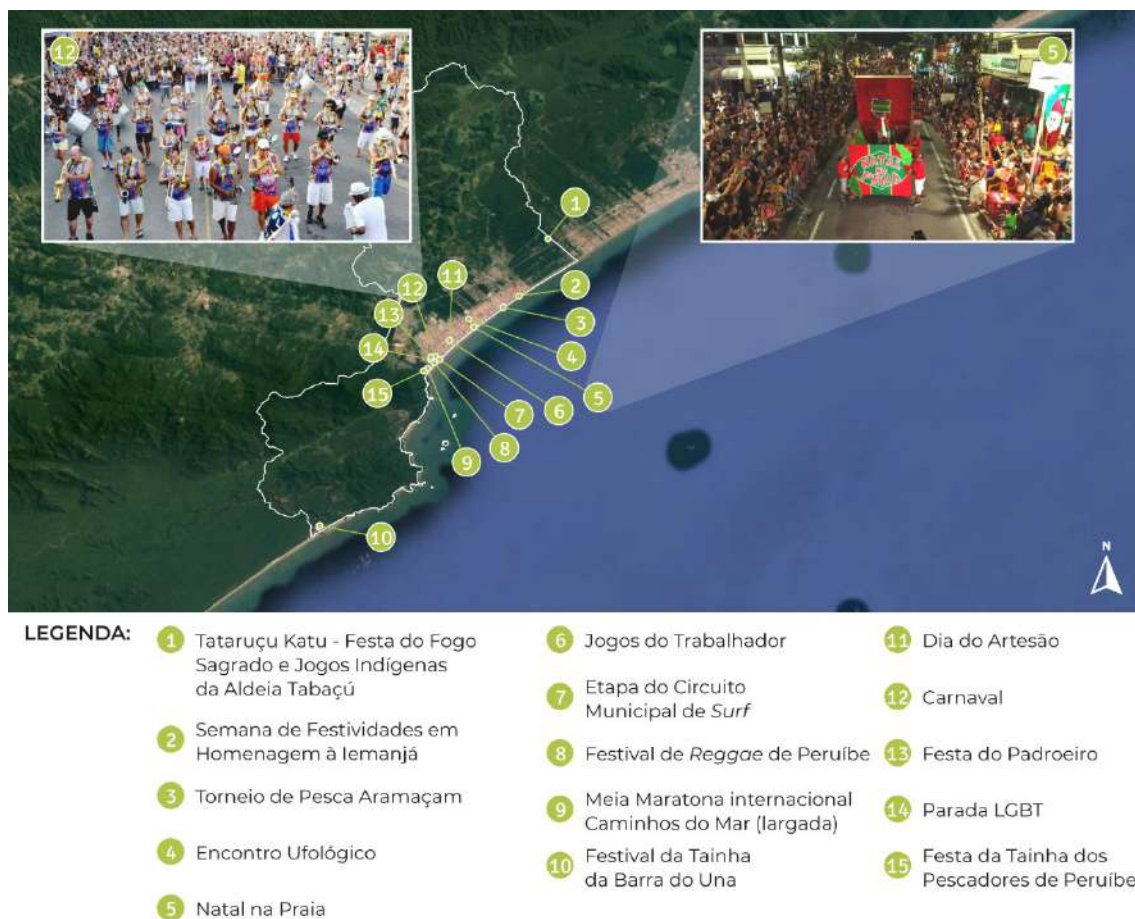 12
5
NATAL
NA
PRAIA
1
2
3
4
5
6
7
8
9
10
11
12
13
14
15
N
LEGENDA:
1 Tataruçu Katu - Festa do Fogo
Sagrado e Jogos Indígenas
da Aldeia Tabaçú
2 Semana de Festividades em
Homenagem à Iemanjá
3 Torneio de Pesca Aramaçam
4 Encontro Ufológico
5 Natal na Praia
6 Jogos do Trabalhador
7 Etapa do Circuito
Municipal de Surf
8 Festival de Reggae de Peruíbe
9 Meia Maratona internacional
Caminhos do Mar (largada)
10 Festival da Tainha
da Barra do Una
11 Dia do Artesão
12 Carnaval
13 Festa do Padroeiro
14 Parada LGBT
15 Festa da Tainha dos
Pescadores de Peruíbe